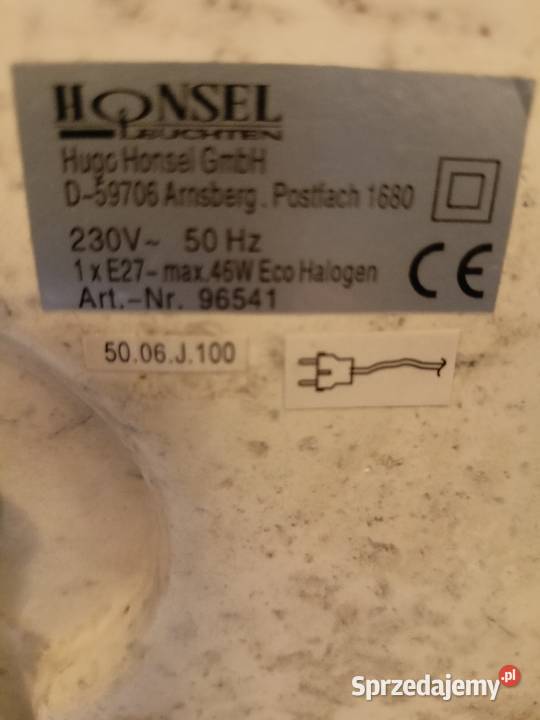 HONSEL
LEUCHTEN
Hugo Honsel GmbH
D-59706 Arnsberg . Postfach 1680
230V~ 50 Hz
1 x E27- max.46W Eco Halogen
Art.-Nr. 96541
CE
50.06.J.100
Sprzedajemy.pl